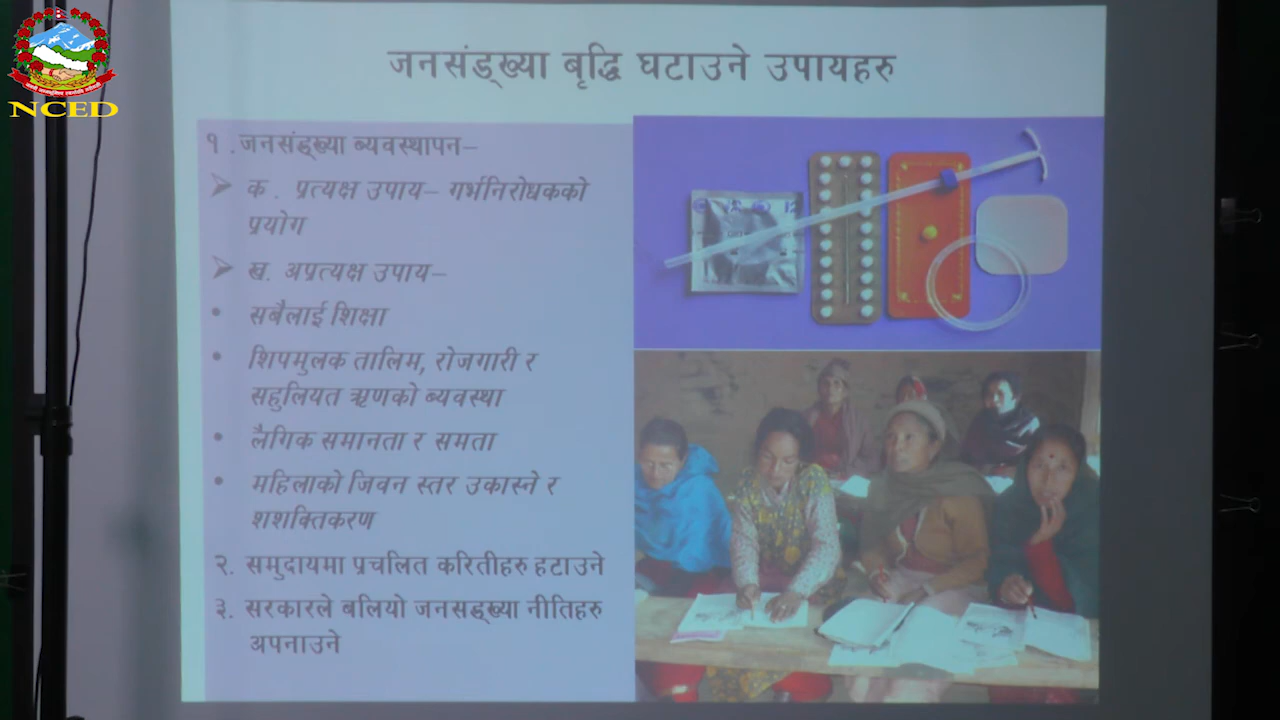 NCED
जनसंड्ख्या बृद्धि घटाउने उपायहरु
१ .जनसंड्ख्या ब्यवस्थापन–
क . प्रत्यक्ष उपाय– गर्भनिरोधकको
प्रयोग
ख. अप्रत्यक्ष उपाय–
सबैलाई शिक्षा
शिपमुलक तालिम, रोजगारी र
सहुलियत ऋणको ब्यवस्था
लैगिक समानता र समता
महिलाको जिवन स्तर उकास्ने र
शशक्तिकरण
२. समुदायमा प्रचलित करितीहरु हटाउने
३. सरकारले बलियो जनसङ्ख्या नीतिहरु
अपनाउने